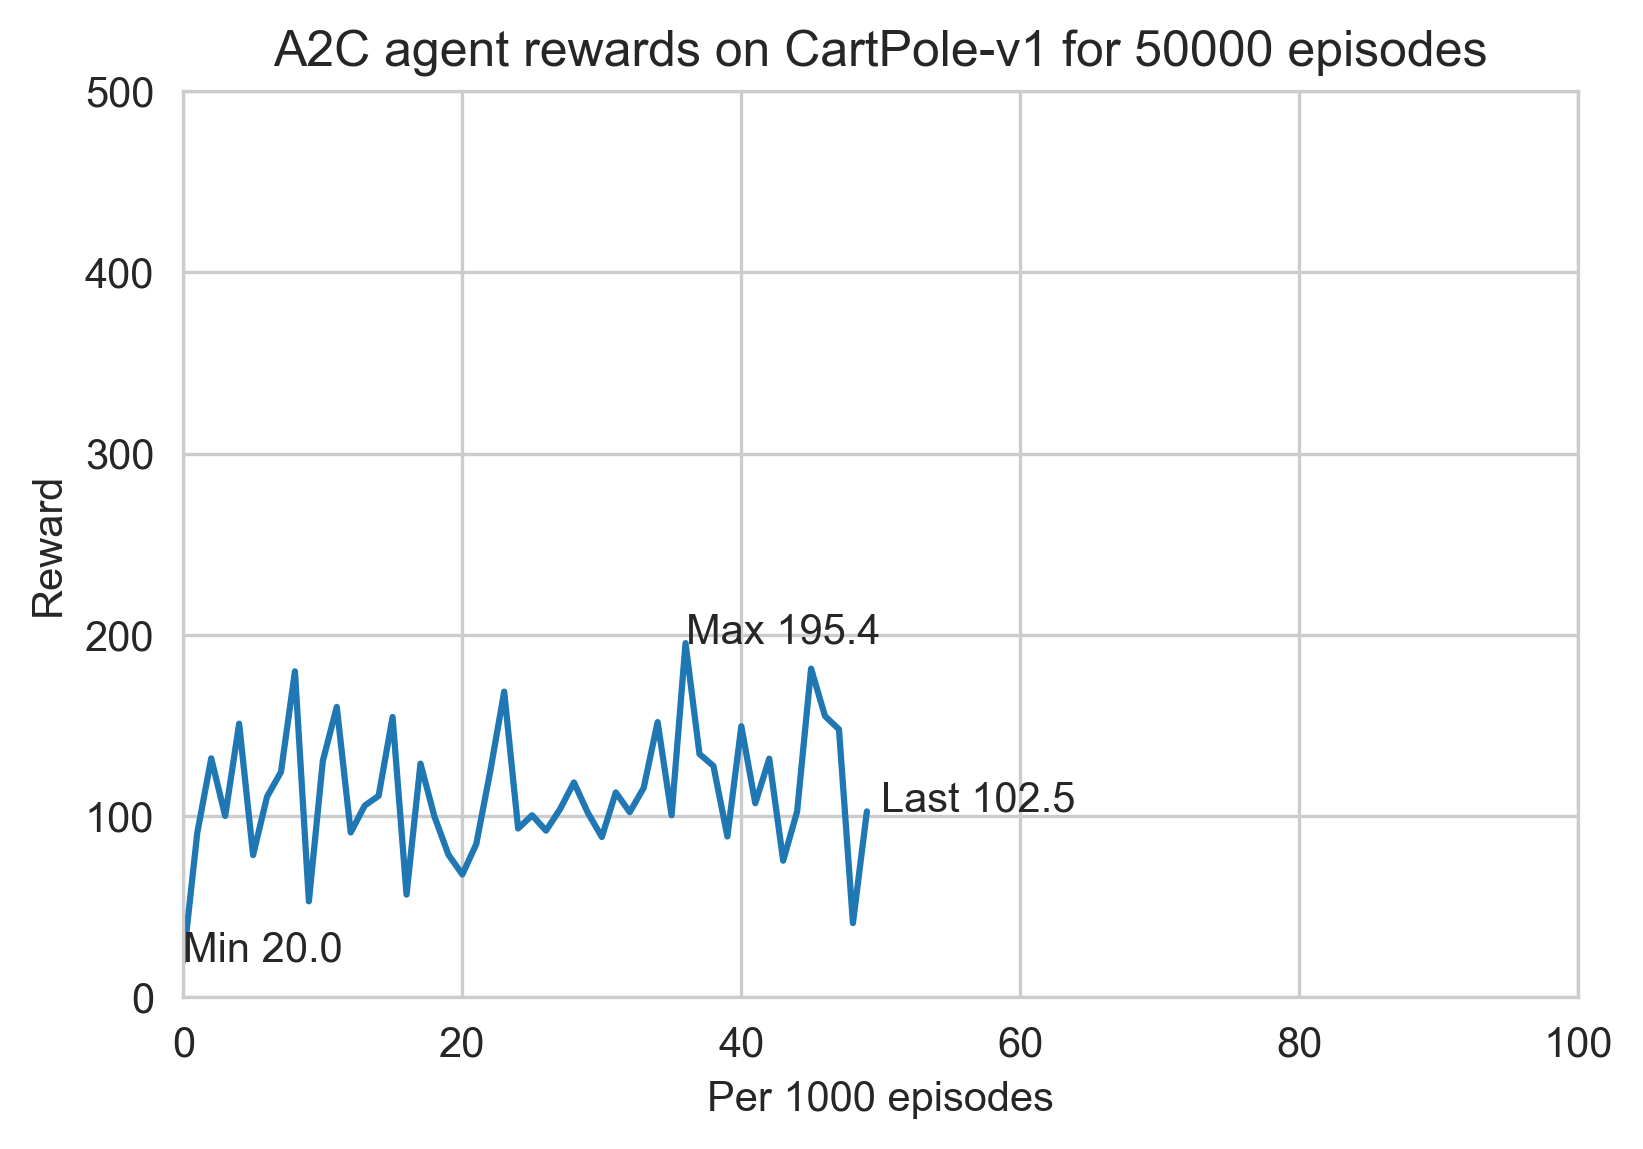 A2C agent rewards on CartPole-v1 for 50000 episodes
500
400
300
200
100
0
Reward
Max 195.4
Last 102.5
Min 20.0
0 20 40 60 80 100
Per 1000 episodes